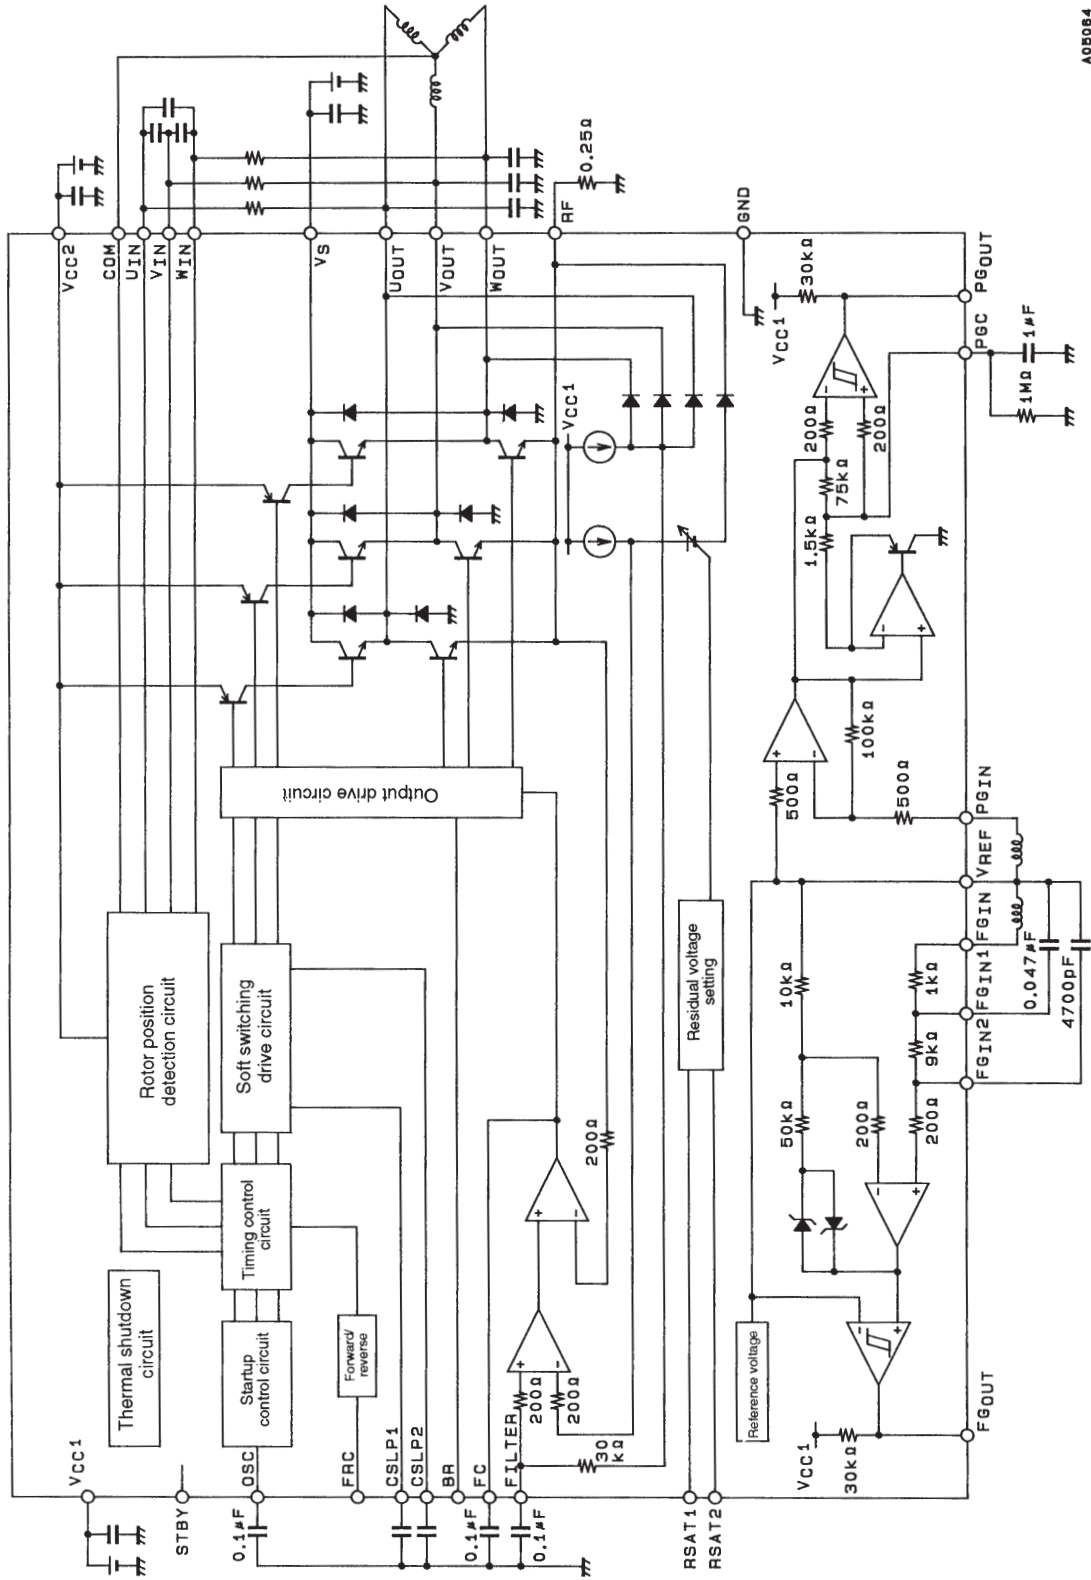 A05064
VCC2
COM
UIN
VIN
WIN
VS
UOUT
VOUT
WOUT
RF
0.25Ω
GND
PGOUT
PGC
1MΩ
1μF
VCC1
30kΩ
200Ω
200Ω
75kΩ
1.5kΩ
VCC1
100kΩ
500Ω
500Ω
PGIN
VREF
FGIN
FGIN1
FGIN2
0.047μF
4700pF
1kΩ
9kΩ
10kΩ
50kΩ
200Ω
200Ω
Output drive circuit
Rotor position
detection circuit
Soft switching
drive circuit
Timing control
circuit
Startup
control circuit
Thermal shutdown
circuit
Forward/
reverse
Residual voltage
setting
Reference voltage
200Ω
200Ω
200Ω
30
kΩ
VCC1
30kΩ
FGOUT
VCC1
STBY
OSC
0.1μF
FRC
CSLP1
CSLP2
BR
FC
0.1μF
FILTER
0.1μF
RSAT1
RSAT2